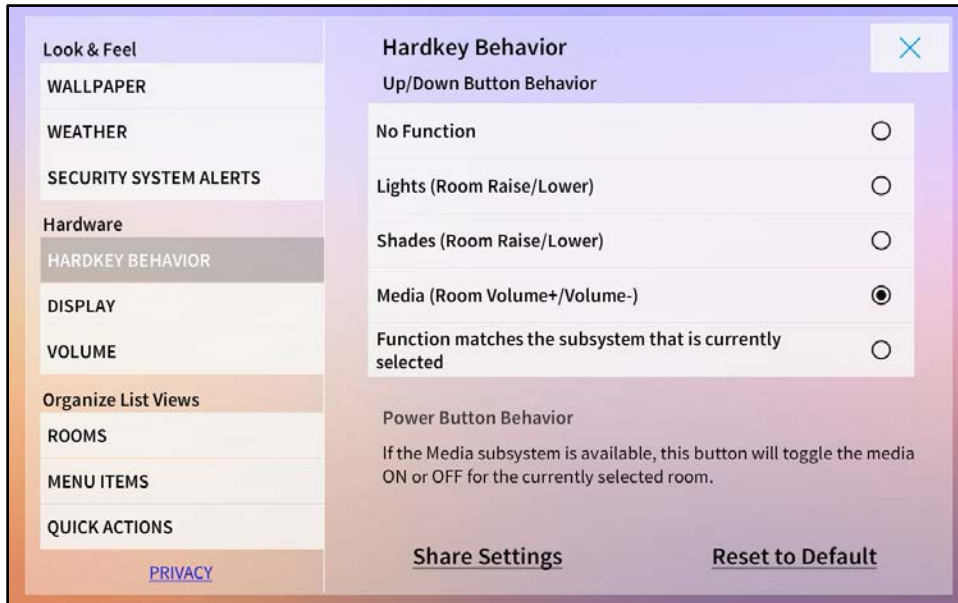 Look & Feel
WALLPAPER
WEATHER
SECURITY SYSTEM ALERTS
Hardware
HARDKEY BEHAVIOR
DISPLAY
VOLUME
Organize List Views
ROOMS
MENU ITEMS
QUICK ACTIONS
PRIVACY
Hardkey Behavior
Up/Down Button Behavior
No Function
Lights (Room Raise/Lower)
Shades (Room Raise/Lower)
Media (Room Volume+/Volume-)
Function matches the subsystem that is currently
selected
Power Button Behavior
If the Media subsystem is available, this button will toggle the media
ON or OFF for the currently selected room.
Share Settings
Reset to Default